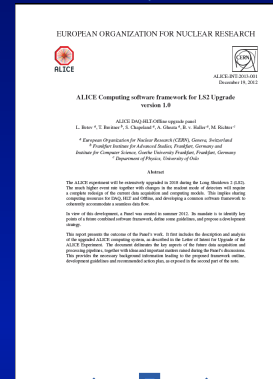 EUROPEAN ORGANIZATION FOR NUCLEAR RESEARCH
ALICE
CERN
ALICE-INT-2013-001
December 19, 2012
ALICE Computing software framework for LS2 Upgrade
version 1.0
ALICE DAQ-HLT-Offline upgrade panel
L. Betev ᵃ, T. Breitner ᵇ, S. Chapeland ᵃ, A. Gheata ᵃ, B. v. Haller ᵃ, M. Richter ᶜ
ᵃ European Organization for Nuclear Research (CERN), Geneva, Switzerland
ᵇ Frankfurt Institute for Advanced Studies, Frankfurt, Germany and
Institute for Computer Science, Goethe University Frankfurt, Frankfurt, Germany
ᶜ Department of Physics, University of Oslo
Abstract
The ALICE experiment will be extensively upgraded in 2018 during the Long Shutdown 2 (LS2).
The much higher event rate together with changes in the readout mode of detectors will require
a complete redesign of the current data acquisition and computing models. This implies sharing
computing resources for DAQ, HLT and Offline, and developing a common software framework to
coherently accommodate a seamless data flow.
In view of this development, a Panel was created in summer 2012. Its mandate is to identify key
points of a future combined software framework, define some guidelines, and propose a development
strategy.
This report presents the outcome of the Panel's work. It first includes the description and analysis
of the upgraded ALICE computing system, as described in the Letter of Intent for Upgrade of the
ALICE Experiment. The document delineates the key aspects of the future data acquisition and
processing pipelines, together with ideas and important matters raised during the Panel's discussions.
This provides the necessary background information leading to the proposed framework outline,
development guidelines and recommended action plan, as exposed in the second part of the note.